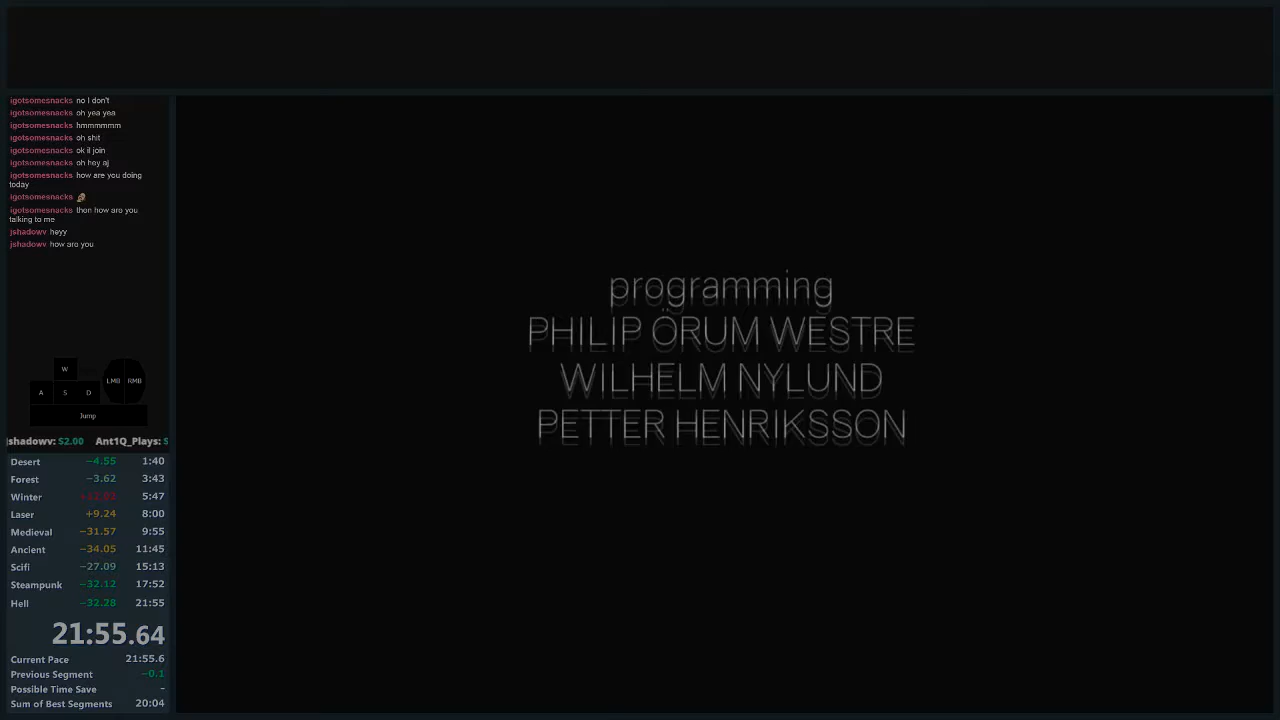 igotsomesnacks no I don't
igotsomesnacks oh yea yea
igotsomesnacks hmmmmmm
igotsomesnacks oh shit
igotsomesnacks ok il join
igotsomesnacks oh hey aj
igotsomesnacks how are you doing
today
igotsomesnacks
igotsomesnacks then how are you
talking to me
jshadowv heyy
jshadowv how are you
W
A S D
LMB RMB
Jump
jshadowv: $2.00 Ant1Q_Plays: $
Desert −4.55 1:40
Forest −3.62 3:43
Winter 5:47
Laser +9.24 8:00
Medieval −31.57 9:55
Ancient −34.05 11:45
Scifi −27.09 15:13
Steampunk −32.12 17:52
Hell −32.28 21:55
21:55.64
Current Pace 21:55.6
Previous Segment −0.1
Possible Time Save -
Sum of Best Segments 20:04
programming
PHILIP ÖRUM WESTRE
WILHELM NYLUND
PETTER HENRIKSSON